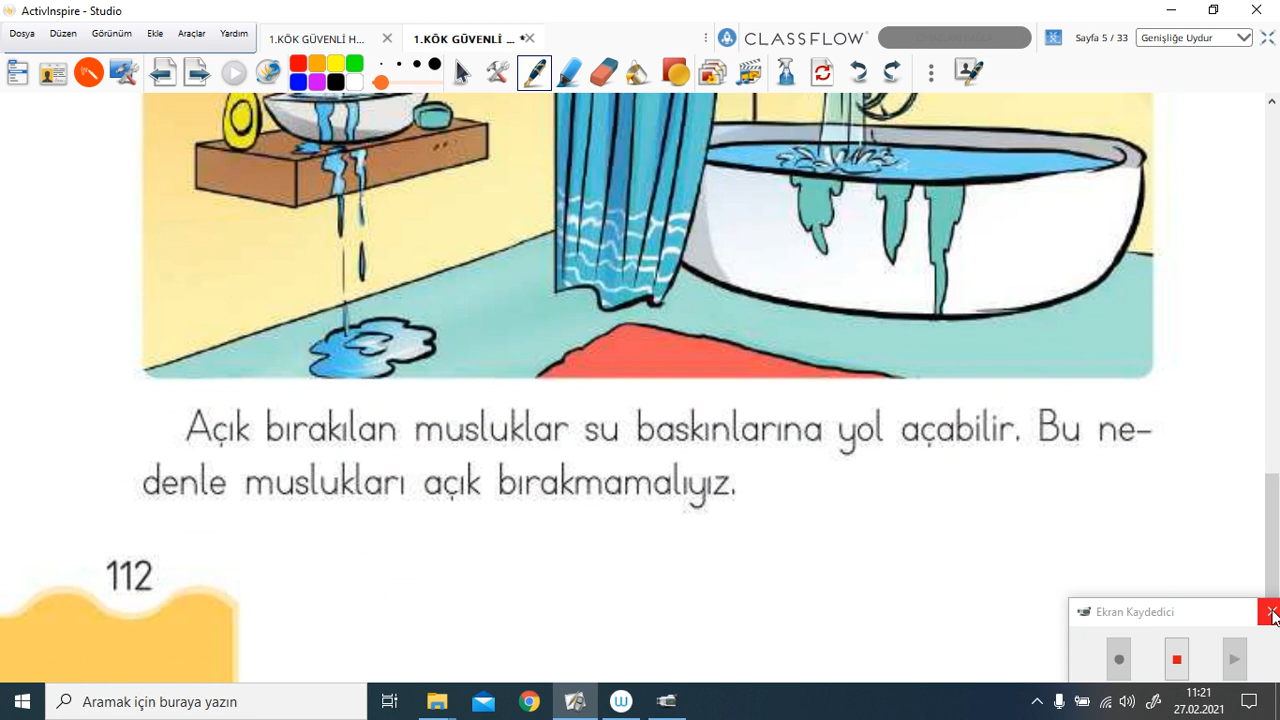 ActivInspire - Studio
Dosya Düzen Görünüm Ekle Araçlar Yardım
1.KÖK GÜVENLİ H...
1.KÖK GÜVENLİ ... *
CLASSFLOW
Sayfa 5 / 33
Genişliğe Uydur
Açık bırakılan musluklar su baskınlarına yol açabilir. Bu ne-
denle muslukları açık bırakmamalıyız.
112
Ekran Kaydedici
Aramak için buraya yazın
11:21
27.02.2021